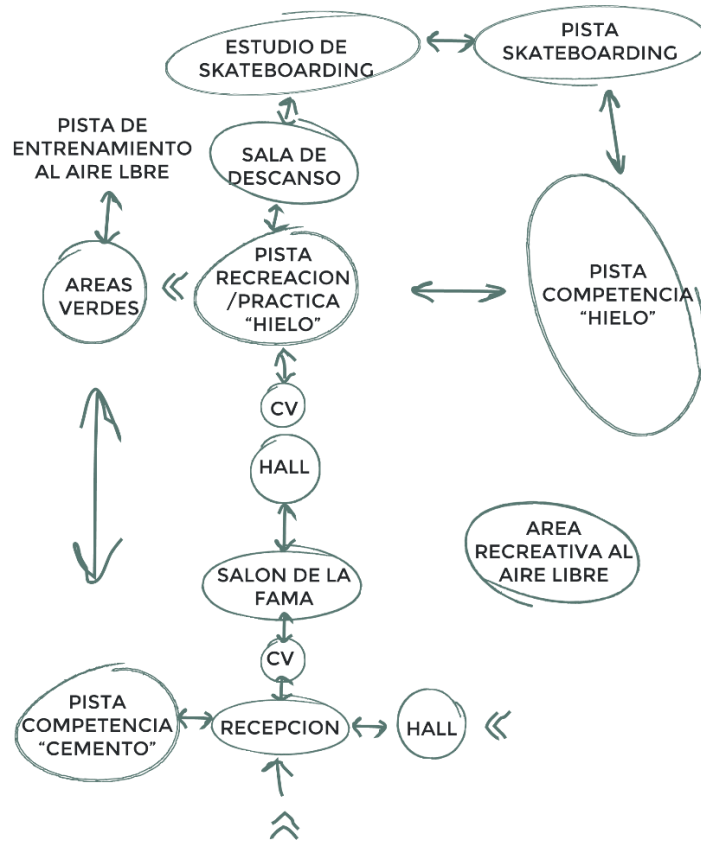 ESTUDIO DE
SKATEBOARDING
PISTA
SKATEBOARDING
PISTA DE
ENTRENAMIENTO
AL AIRE LBRE
SALA DE
DESCANSO
AREAS
VERDES
PISTA
RECREACION
/PRACTICA
“HIELO”
PISTA
COMPETENCIA
“HIELO”
CV
HALL
SALON DE LA
FAMA
AREA
RECREATIVA AL
AIRE LIBRE
CV
PISTA
COMPETENCIA
“CEMENTO”
RECEPCION
HALL